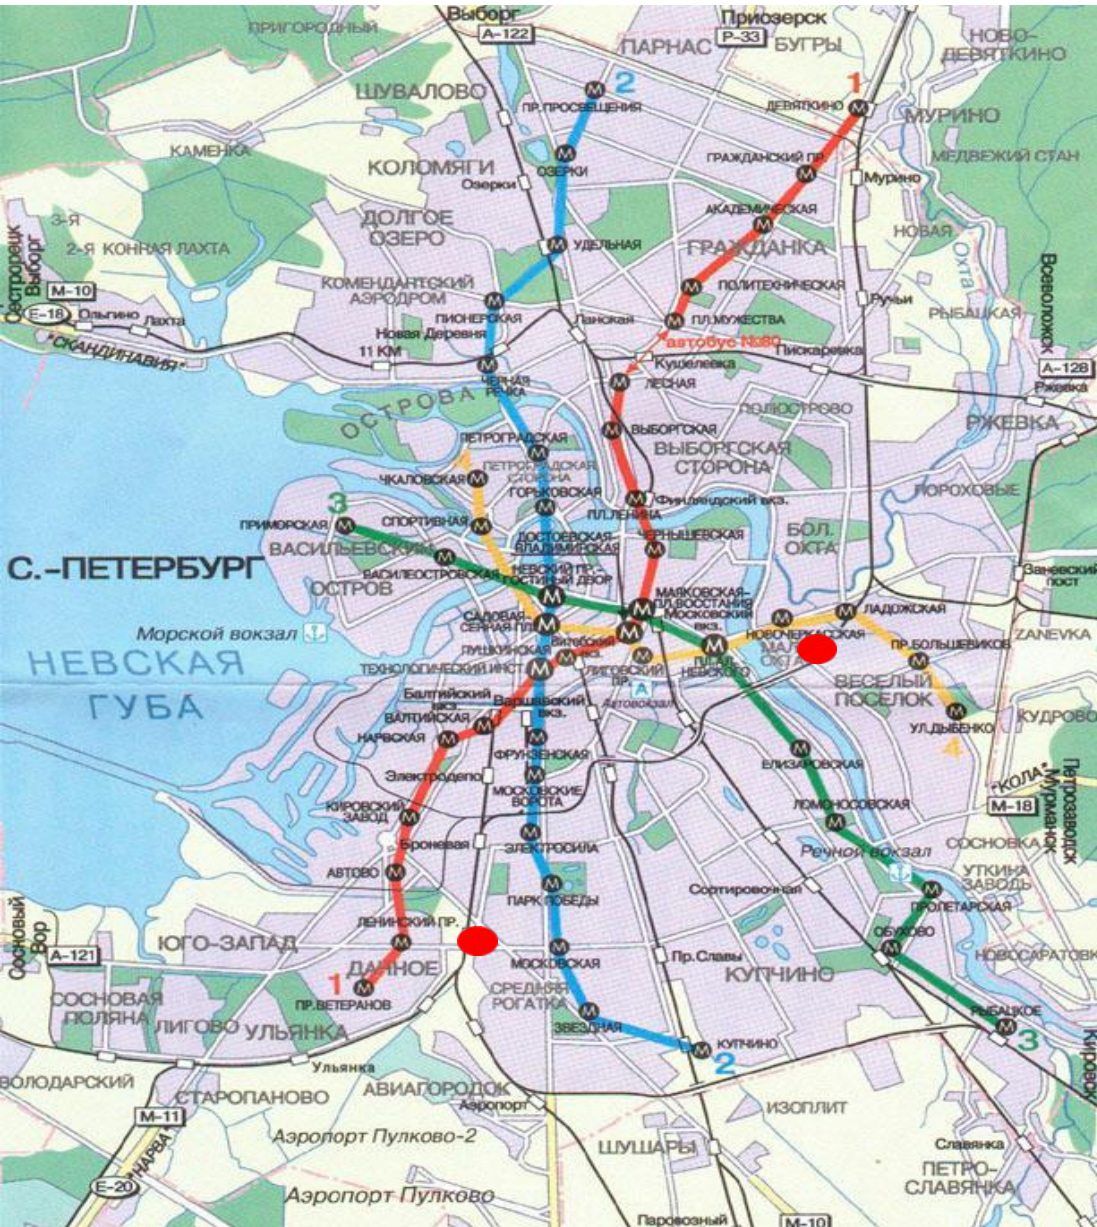 Выборг
А-122
Приозерск
Р-33
ПРИГОРОДНЫЙ
ПАРНАС
БУГРЫ
НОВО-
ДЕВЯТКИНО
ШУВАЛОВО
2
ПР.ПРОСВЕЩЕНИЯ
1
ДЕВЯТКИНО
МУРИНО
КАМЕНКА
КОЛОМЯГИ
Озерки
ОЗЕРКИ
ГРАЖДАНСКИЙ ПР.
Мурино
МЕДВЕЖИЙ СТАН
3-Я
2-Я КОННАЯ ЛАХТА
ДОЛГОЕ
ОЗЕРО
УДЕЛЬНАЯ
АКАДЕМИЧЕСКАЯ
ГРАЖДАНКА
НОВАЯ
Охта
Сестрорецк
Выборг
М-10
Е-18
Ольгино
Лахта
"СКАНДИНАВИЯ"
КОМЕНДАНТСКИЙ
АЭРОДРОМ
ПИОНЕРСКАЯ
Новая Деревня
11 КМ
Ланская
ПОЛИТЕХНИЧЕСКАЯ
ПЛ.МУЖЕСТВА
автобус №80
Кушелевка
Пискаревка
Ручьи
РЫБАЦКАЯ
Всеволожск
А-128
Ржевка
РЖЕВКА
ЧЕРНАЯ
РЕЧКА
ЛЕСНАЯ
ОСТРОВА
ПОЛЮСТРОВО
ПЕТРОГРАДСКАЯ
ВЫБОРГСКАЯ
ВЫБОРГСКАЯ
СТОРОНА
4
ЧКАЛОВСКАЯ
ПЕТРОГРАДСКАЯ
СТОРОНА
ГОРЬКОВСКАЯ
Финляндский вкз.
ПЛ.ЛЕНИНА
ПОРОХОВЫЕ
3
ПРИМОРСКАЯ
СПОРТИВНАЯ
ДОСТОЕВСКАЯ-
ВЛАДИМИРСКАЯ
ЧЕРНЫШЕВСКАЯ
БОЛ.
ОХТА
С.-ПЕТЕРБУРГ
ВАСИЛЬЕВСКИЙ
ОСТРОВ
ВАСИЛЕОСТРОВСКАЯ
НЕВСКИЙ ПР.-
ГОСТИНЫЙ ДВОР
МАЯКОВСКАЯ-
ПЛ.ВОССТАНИЯ
Московский
вкз.
Заневский
пост
САДОВАЯ-
СЕННАЯ ПЛ.
Морской вокзал
НОВОЧЕРКАССКАЯ
ЛАДОЖСКАЯ
ZANEVKA
НЕВСКАЯ
ГУБА
ПУШКИНСКАЯ
Витебский
ТЕХНОЛОГИЧЕСКИЙ ИНСТ.
ЛИГОВСКИЙ
ПР.
НЕВСКОГО
ПР.БОЛЬШЕВИКОВ
ВЕСЕЛЫЙ
ПОСЕЛОК
А
Автовокзал
Балтийский
вкз.
Варшавский
вкз.
БАЛТИЙСКАЯ
НАРВСКАЯ
УЛ.ДЫБЕНКО
4
КУДРОВО
ФРУНЗЕНСКАЯ
ЕЛИЗАРОВСКАЯ
Электродепо
МОСКОВСКИЕ
ВОРОТА
"КОЛА"
М-18
Петрозаводск
Мурманск
КИРОВСКИЙ
ЗАВОД
ЛОМОНОСОВСКАЯ
Броневая
ЭЛЕКТРОСИЛА
Речной вокзал
СОСНОВКА
АВТОВО
ПАРК ПОБЕДЫ
Сортировочная
УТКИНА
ЗАВОДЬ
ПРОЛЕТАРСКАЯ
Сосновый
Бор
А-121
ЮГО-ЗАПАД
ЛЕНИНСКИЙ ПР.
ДАЧНОЕ
МОСКОВСКАЯ
Пр.Славы
КУПЧИНО
ОБУХОВО
НОВОСАРАТОВК
1
ПР.ВЕТЕРАНОВ
СРЕДНЯЯ
РОГАТКА
СОСНОВАЯ
ПОЛЯНА
ЛИГОВО
УЛЬЯНКА
ЗВЕЗДНАЯ
РЫБАЦКОЕ
3
КУПЧИНО
2
Кировск
Ульянка
ВОЛОДАРСКИЙ
СТАРОПАНОВО
АВИАГОРОДОК
Аэропорт
М-11
"НАРВА"
Е-20
Аэропорт Пулково-2
ИЗОПЛИТ
ШУШАРЫ
Славянка
ПЕТРО-
СЛАВЯНКА
Аэропорт Пулково
Паровозный
М-10